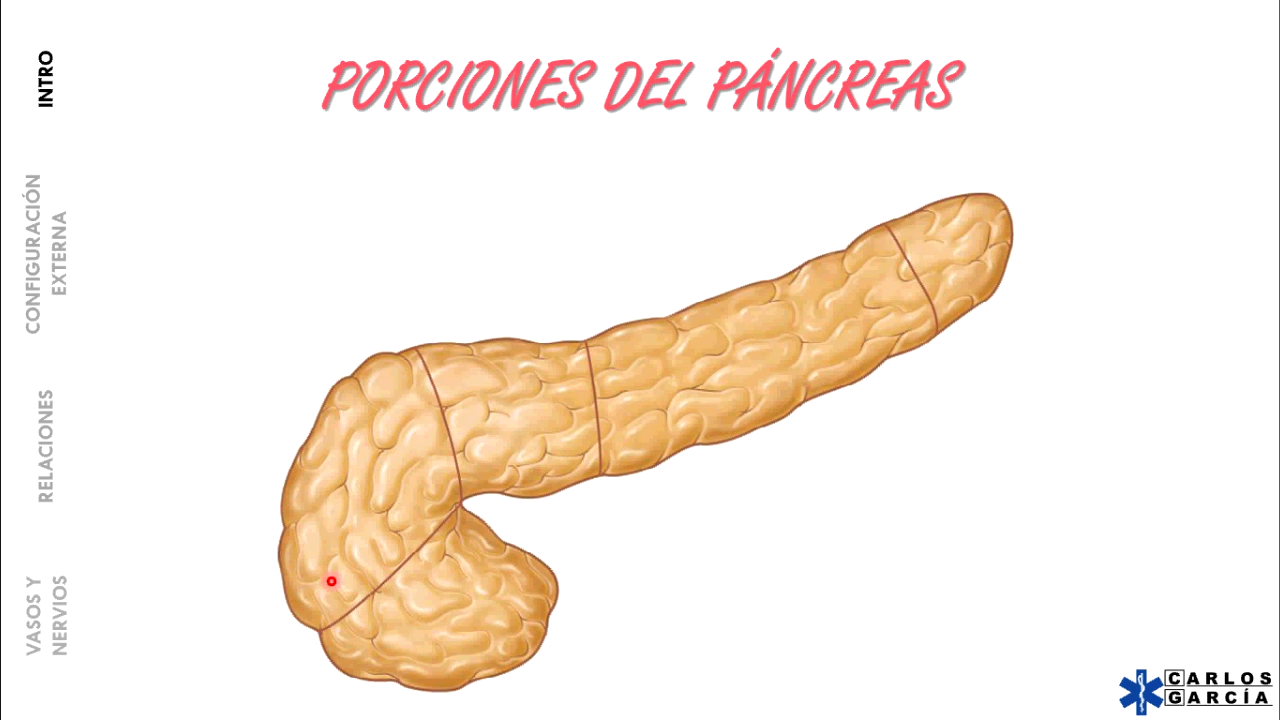 PORCIONES DEL PÁNCREAS
INTRO
CONFIGURACIÓN
EXTERNA
RELACIONES
VASOS Y
NERVIOS
CARLOS
GARCÍA